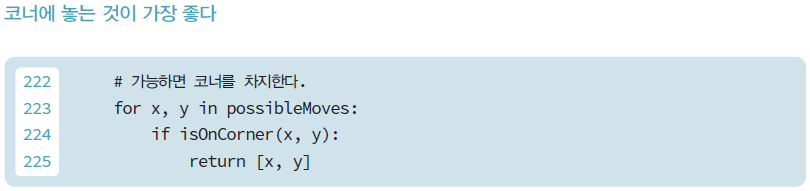 코너에 놓는 것이 가장 좋다
222 # 가능하면 코너를 차지한다.
223 for x, y in possibleMoves:
224 if isOnCorner(x, y):
225 return [x, y]